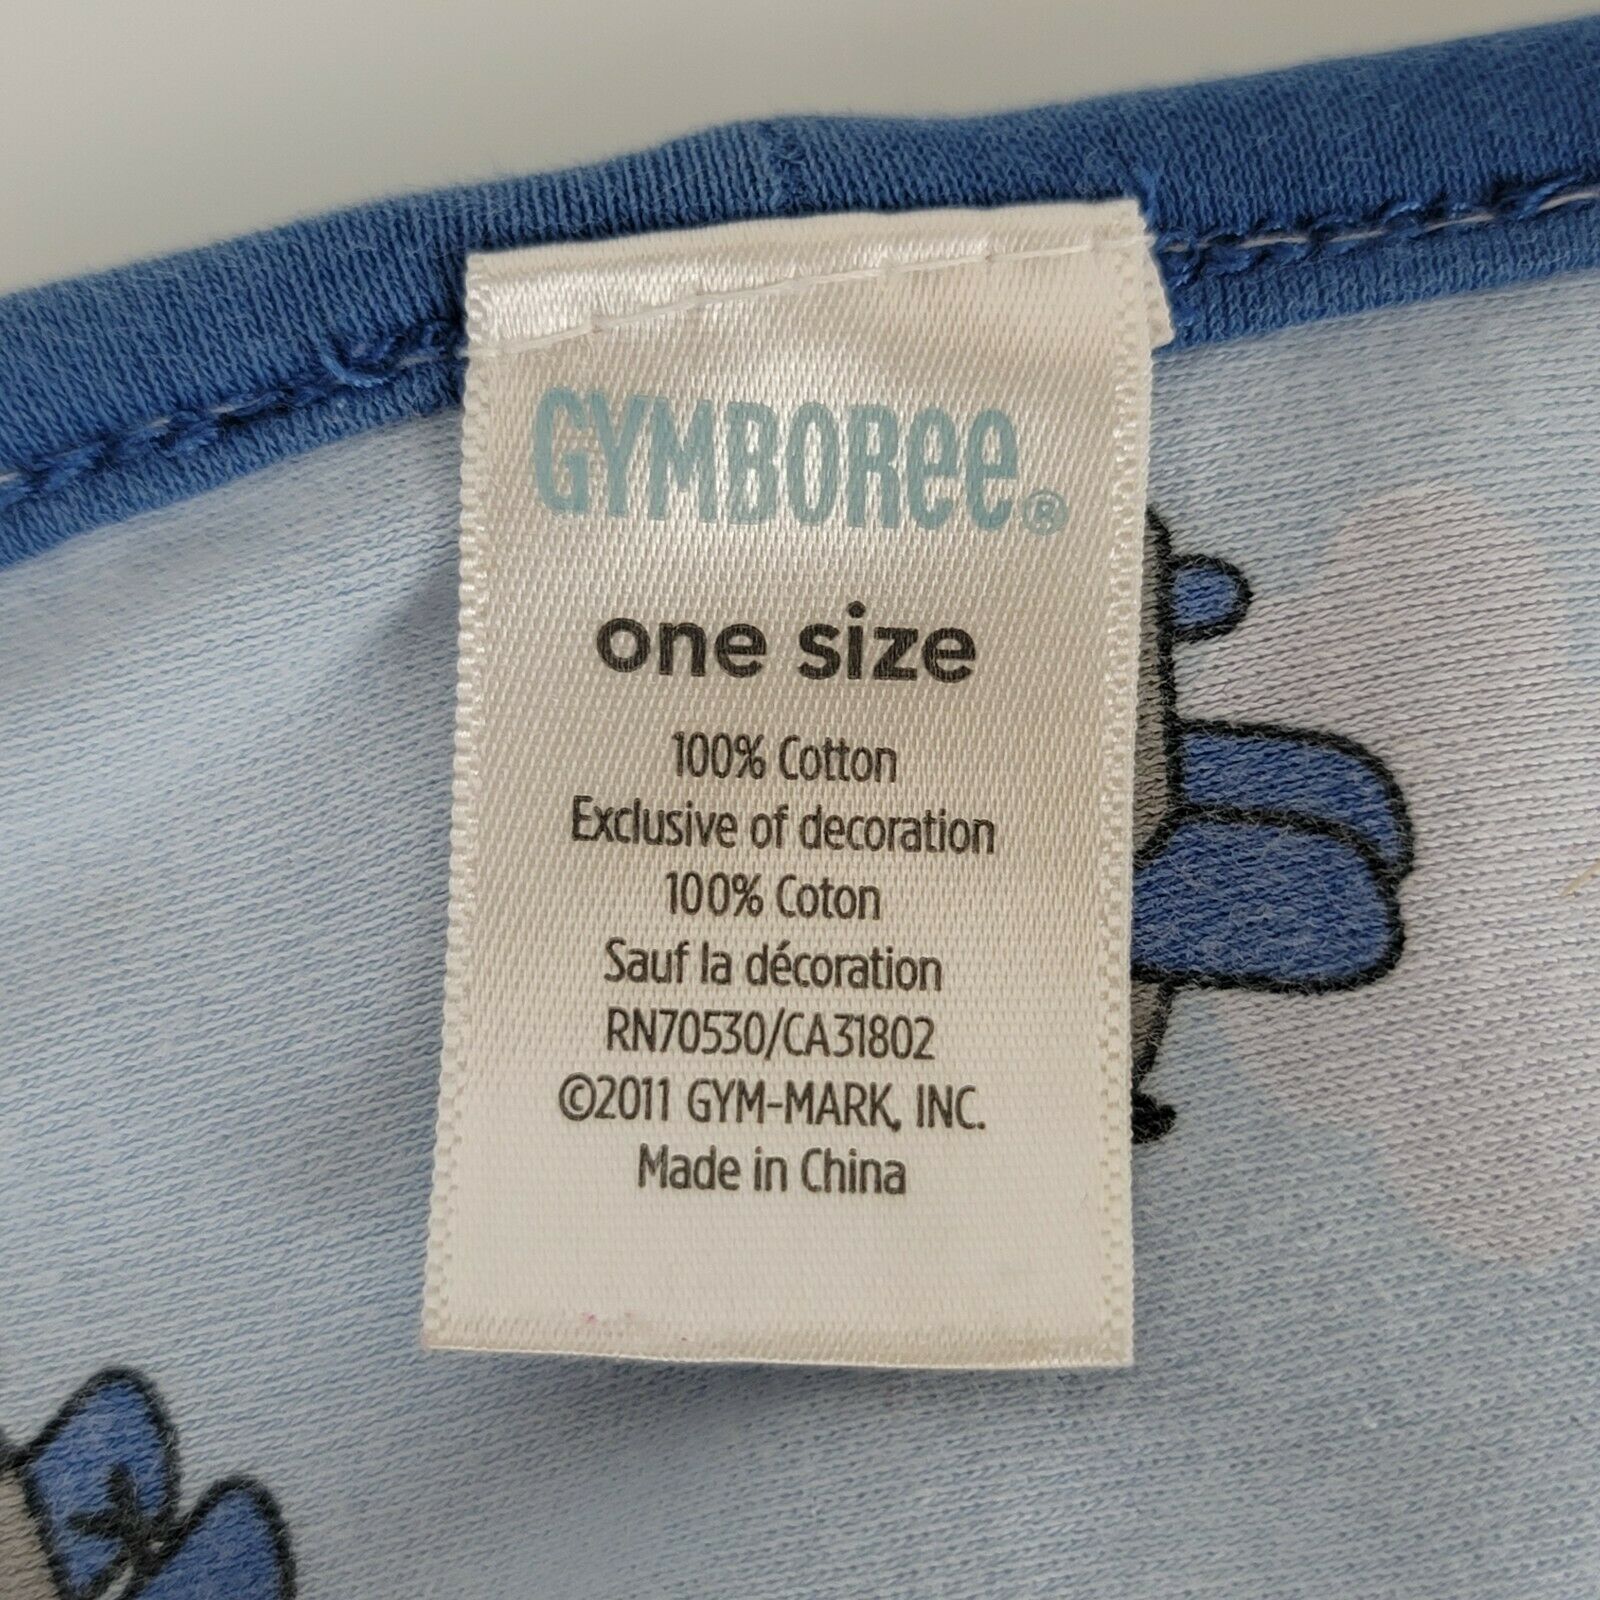 GYMBORee®
one size
100% Cotton
Exclusive of decoration
100% Coton
Sauf la décoration
RN70530/CA31802
©2011 GYM-MARK, INC.
Made in China